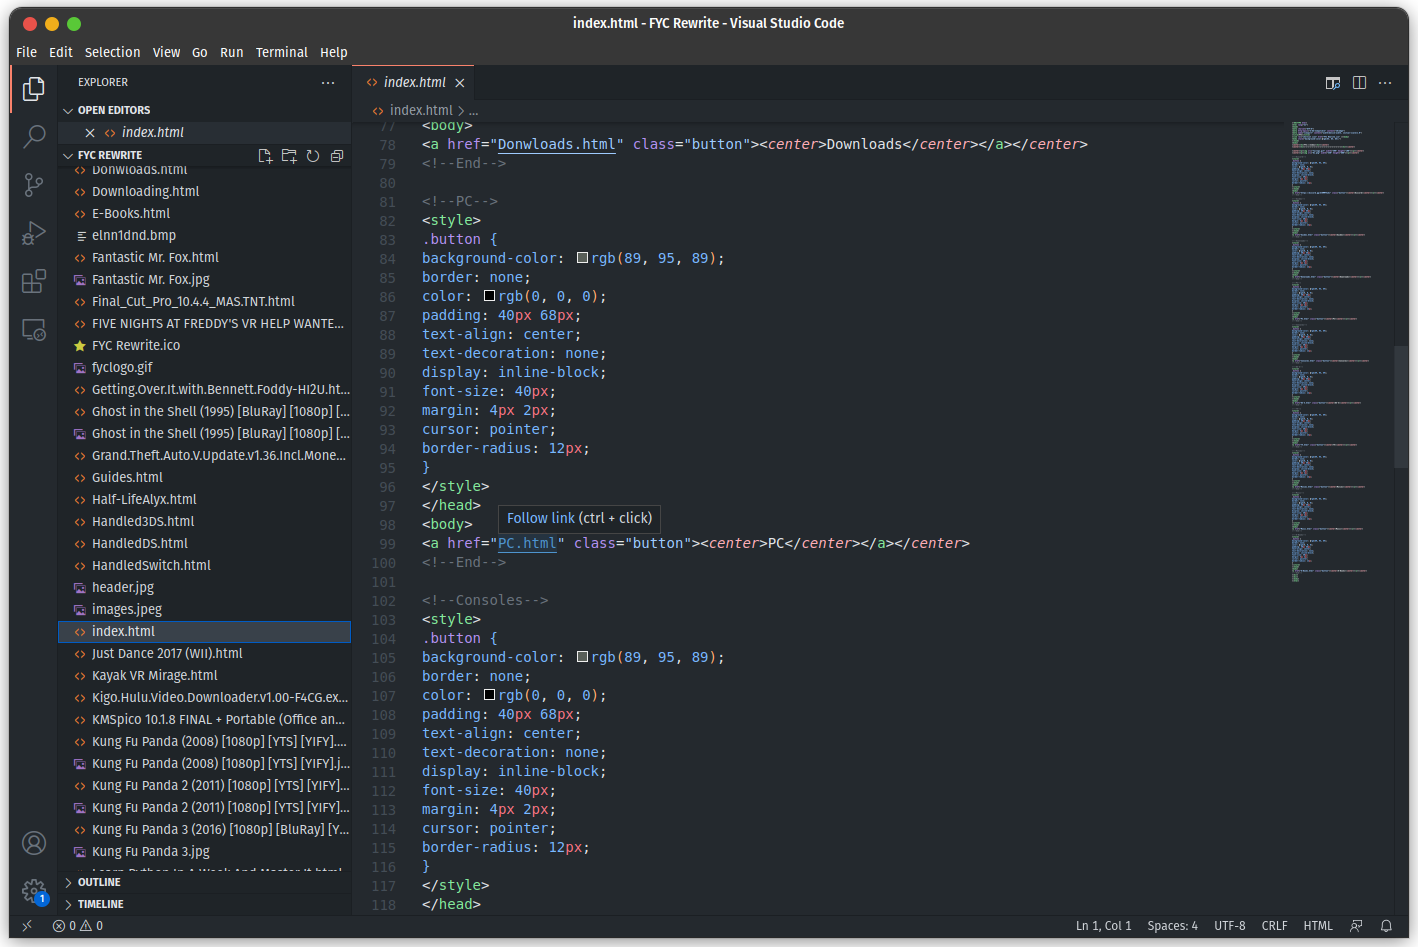 index.html - FYC Rewrite - Visual Studio Code
File Edit Selection View Go Run Terminal Help
EXPLORER
OPEN EDITORS
index.html
FYC REWRITE
Donwloads.html
Downloading.html
E-Books.html
elnn1dnd.bmp
Fantastic Mr. Fox.html
Fantastic Mr. Fox.jpg
Final_Cut_Pro_10.4.4_MAS.TNT.html
FIVE NIGHTS AT FREDDY'S VR HELP WANTE...
FYC Rewrite.ico
fyclogo.gif
Getting.Over.It.with.Bennett.Foddy-HI2U.ht...
Ghost in the Shell (1995) [BluRay] [1080p] [...
Ghost in the Shell (1995) [BluRay] [1080p] [...
Grand.Theft.Auto.V.Update.v1.36.Incl.Mone...
Guides.html
Half-LifeAlyx.html
Handled3DS.html
HandledDS.html
HandledSwitch.html
header.jpg
images.jpeg
index.html
Just Dance 2017 (WII).html
Kayak VR Mirage.html
Kigo.Hulu.Video.Downloader.v1.00-F4CG.ex...
KMSpico 10.1.8 FINAL + Portable (Office an...
Kung Fu Panda (2008) [1080p] [YTS] [YIFY]....
Kung Fu Panda (2008) [1080p] [YTS] [YIFY].j...
Kung Fu Panda 2 (2011) [1080p] [YTS] [YIFY]...
Kung Fu Panda 2 (2011) [1080p] [YTS] [YIFY]...
Kung Fu Panda 3 (2016) [1080p] [BluRay] [Y...
Kung Fu Panda 3.jpg
Learn Python In A Week And Master It.html
OUTLINE
TIMELINE
1
index.html
index.html > ...
77 <body>
78 <a href="Donwloads.html" class="button"><center>Downloads</center></a></center>
79 <!--End-->
80
81 <!--PC-->
82 <style>
83 .button {
84 background-color: rgb(89, 95, 89);
85 border: none;
86 color: rgb(0, 0, 0);
87 padding: 40px 68px;
88 text-align: center;
89 text-decoration: none;
90 display: inline-block;
91 font-size: 40px;
92 margin: 4px 2px;
93 cursor: pointer;
94 border-radius: 12px;
95 }
96 </style>
97 </head>
98 <body>
Follow link (ctrl + click)
99 <a href="PC.html" class="button"><center>PC</center></a></center>
100 <!--End-->
101
102 <!--Consoles-->
103 <style>
104 .button {
105 background-color: rgb(89, 95, 89);
106 border: none;
107 color: rgb(0, 0, 0);
108 padding: 40px 68px;
109 text-align: center;
110 text-decoration: none;
111 display: inline-block;
112 font-size: 40px;
113 margin: 4px 2px;
114 cursor: pointer;
115 border-radius: 12px;
116 }
117 </style>
118 </head>
0 0
Ln 1, Col 1 Spaces: 4 UTF-8 CRLF HTML